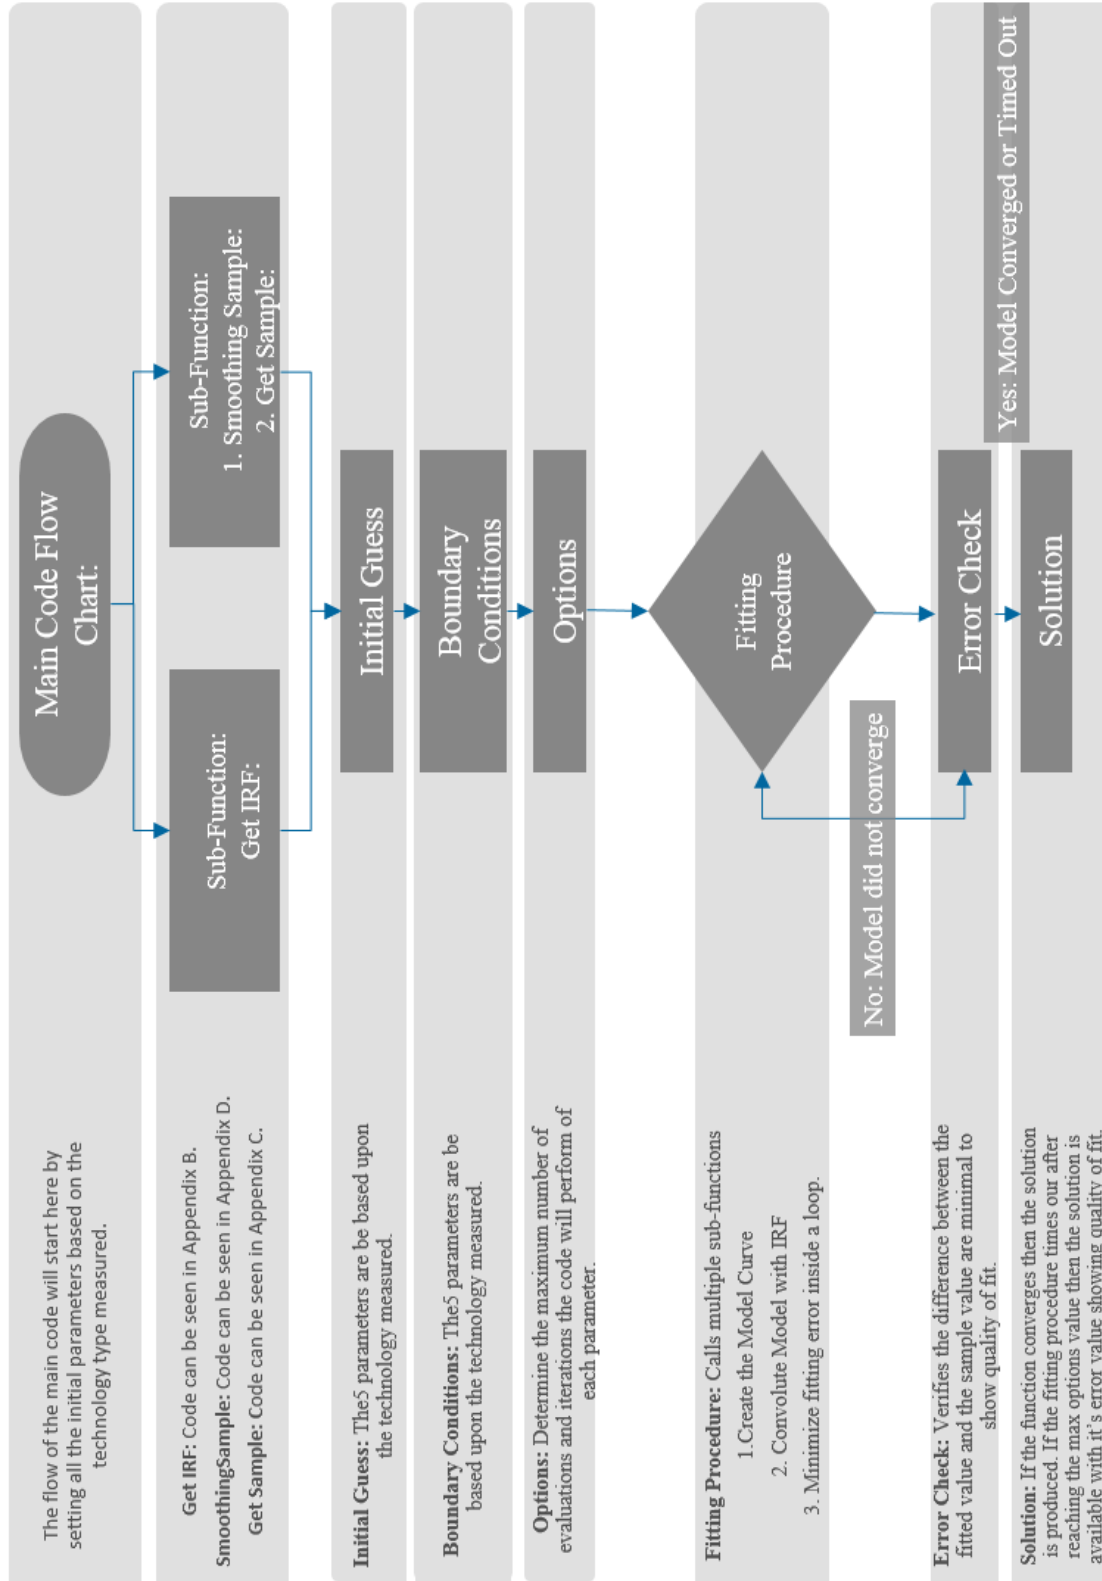 The flow of the main code will start here by
setting all the initial parameters based on the
technology type measured.
Main Code Flow
Chart:
Get IRF: Code can be seen in Appendix B.
SmoothingSample: Code can be seen in Appendix D.
Get Sample: Code can be seen in Appendix C.
Sub-Function:
Get IRF:
Sub-Function:
1. Smoothing Sample:
2. Get Sample:
Initial Guess: The5 parameters are be based upon
the technology measured.
Initial Guess
Boundary Conditions: The5 parameters are be
based upon the technology measured.
Boundary
Conditions
Options: Determine the maximum number of
evaluations and iterations the code will perform of
each parameter.
Options
Fitting Procedure: Calls multiple sub-functions
1.Create the Model Curve
2. Convolute Model with IRF
3. Minimize fitting error inside a loop.
Fitting
Procedure
No: Model did not converge
Error Check: Verifies the difference between the
fitted value and the sample value are minimal to
show quality of fit.
Error Check
Yes: Model Converged or Timed Out
Solution: If the function converges then the solution
is produced. If the fitting procedure times our after
reaching the max options value then the solution is
available with it's error value showing quality of fit.
Solution